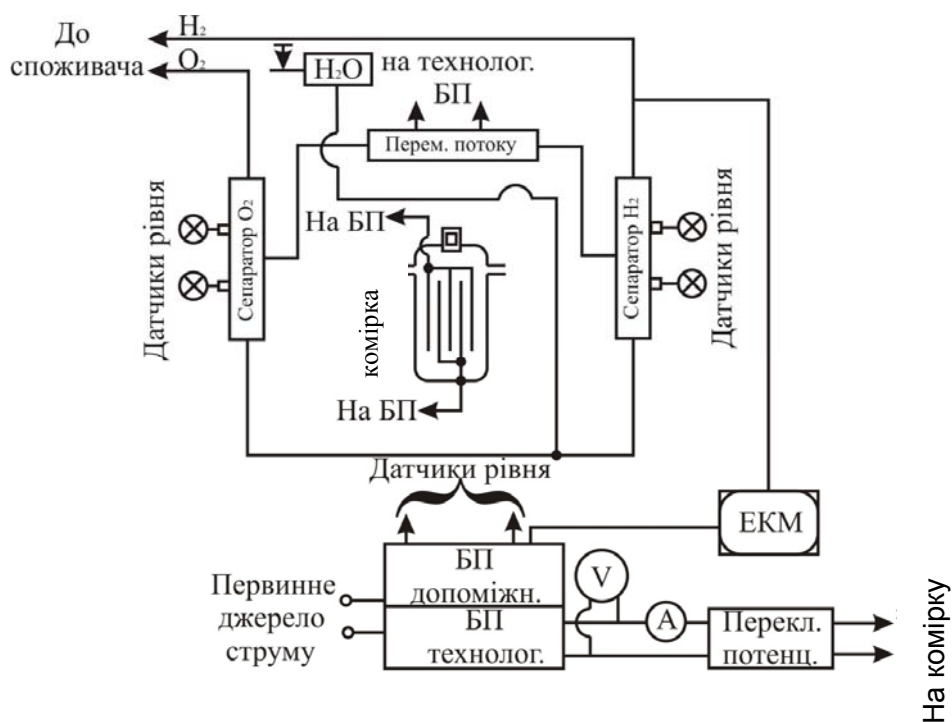 До
споживача
H₂
O₂
H₂O
на технолог.
БП
Перем. потоку
Датчики рівня
Сепаратор O₂
На БП
комірка
На БП
Сепаратор H₂
Датчики рівня
Датчики рівня
ЕКМ
БП
допоміжн.
БП
технолог.
Первинне
джерело
струму
V
A
Перекл.
потенц.
На комірку